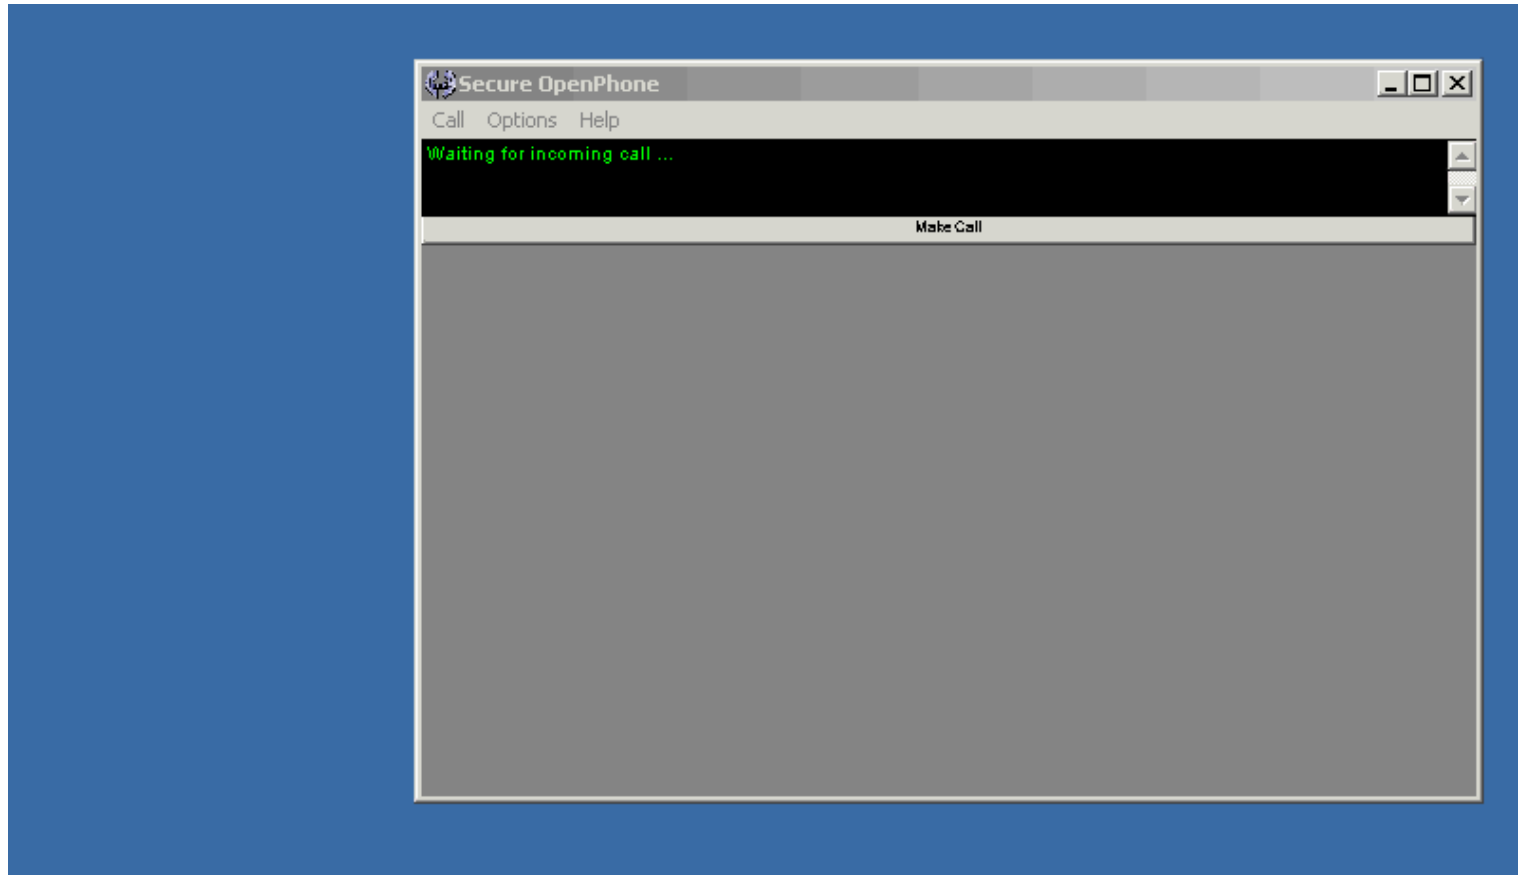 Secure OpenPhone
Call Options Help
Waiting for incoming call ...
Make Call